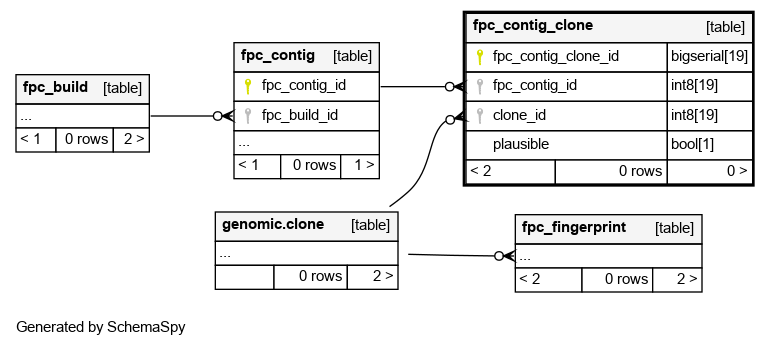 fpc_contig_clone [table]
fpc_contig_clone_id bigserial[19]
fpc_contig_id int8[19]
clone_id int8[19]
plausible bool[1]
< 2 0 rows 0 >
fpc_contig [table]
fpc_contig_id
fpc_build_id
...
< 1 0 rows 1 >
fpc_build [table]
...
< 1 0 rows 2 >
genomic.clone [table]
...
0 rows 2 >
fpc_fingerprint [table]
...
< 2 0 rows 2 >
Generated by SchemaSpy